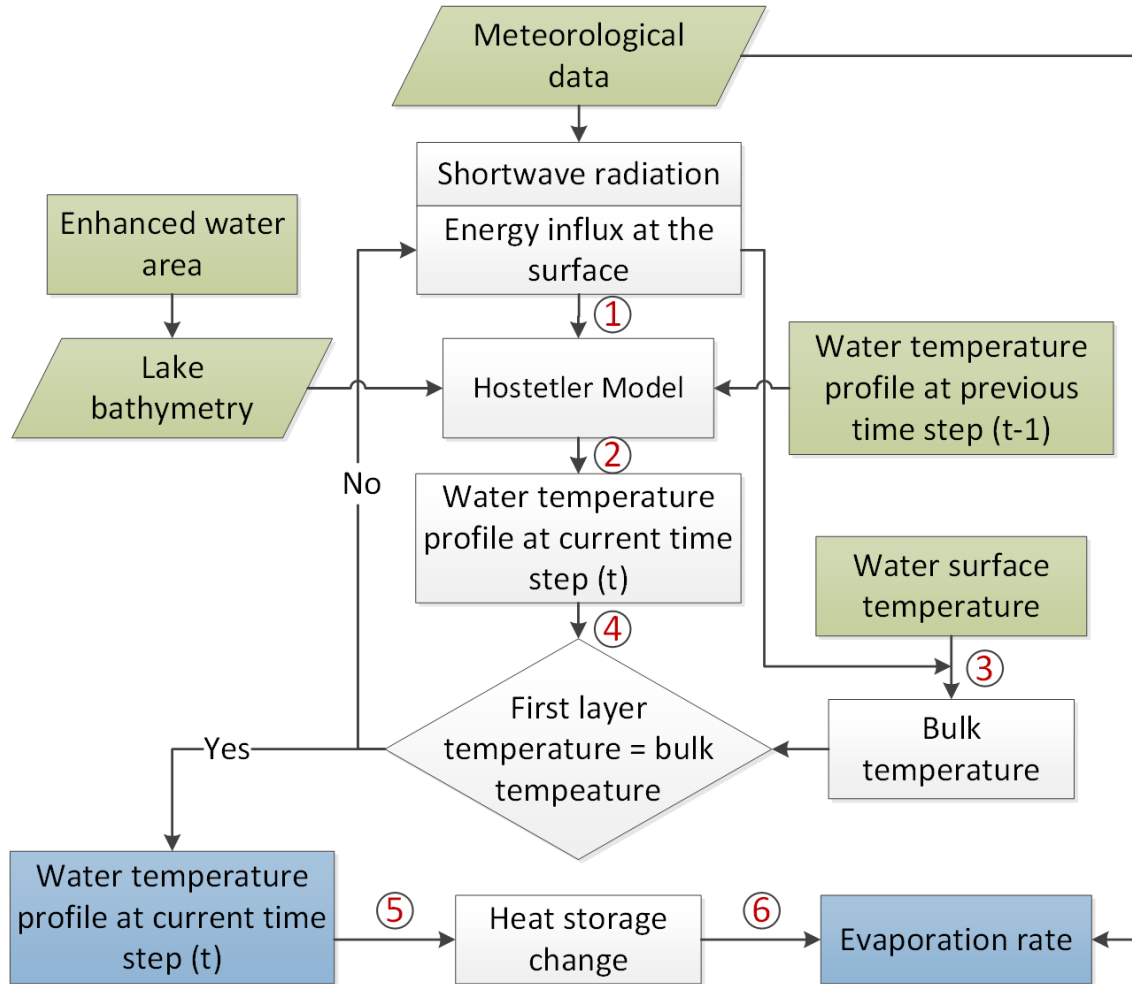 Meteorological
data
Shortwave radiation
Enhanced water
area
Energy influx at the
surface
①
Lake
bathymetry
Hostetler Model
Water temperature
profile at previous
time step (t-1)
②
No
Water temperature
profile at current time
step (t)
Water surface
temperature
④
③
First layer
temperature = bulk
tempeature
Yes
Bulk
temperature
Water temperature
profile at current time
step (t)
⑤
Heat storage
change
⑥
Evaporation rate